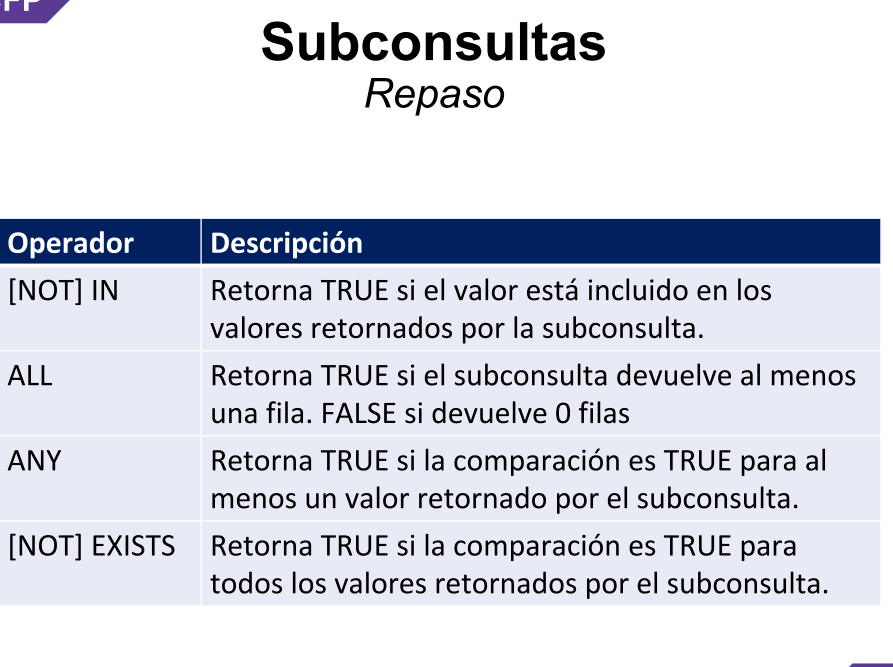 Subconsultas
Repaso
Operador Descripción
[NOT] IN Retorna TRUE si el valor está incluido en los
valores retornados por la subconsulta.
ALL Retorna TRUE si el subconsulta devuelve al menos
una fila. FALSE si devuelve 0 filas
ANY Retorna TRUE si la comparación es TRUE para al
menos un valor retornado por el subconsulta.
[NOT] EXISTS Retorna TRUE si la comparación es TRUE para
todos los valores retornados por el subconsulta.